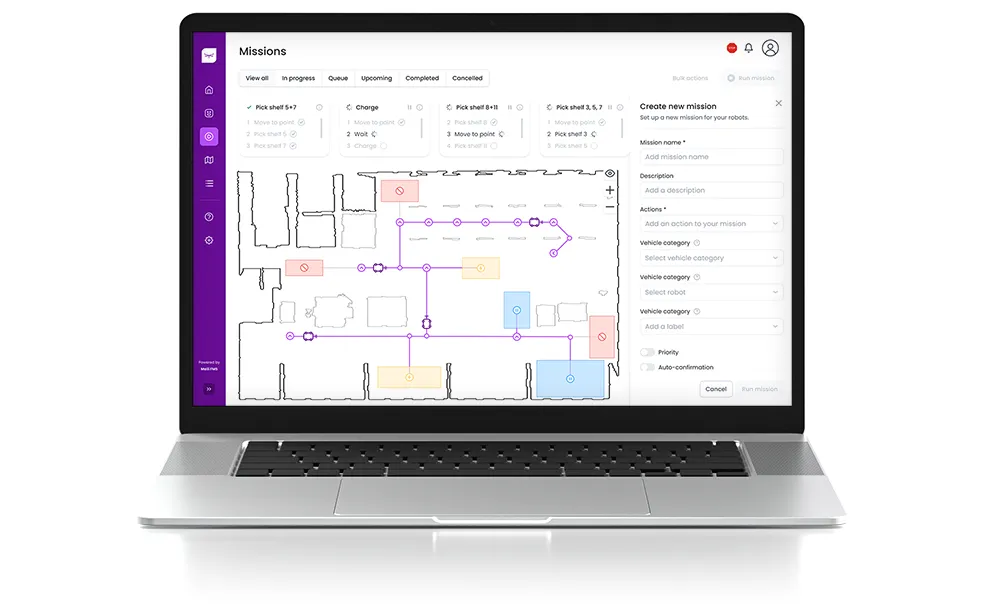 Missions
View all
In progress
Queue
Upcoming
Completed
Cancelled
Bulk actions
Run mission
Pick shelf 5+7
1 Move to point
2 Pick shelf 5
3 Pick shelf 7
Charge
1 Move to point
2 Wait
3 Charge
Pick shelf 8+11
2 Pick shelf 8
3 Move to point
4 Pick shelf 11
Pick shelf 3, 5, 7
1 Move to point
2 Pick shelf 3
3 Pick shelf 5
Create new mission
Set up a new mission for your robots.
Mission name *
Add mission name
Description
Add a description
Actions *
Add an action to your mission
Vehicle category
Select vehicle category
Vehicle category
Select robot
Vehicle category
Add a label
Priority
Auto-confirmation
Cancel
Run mission
Powered by